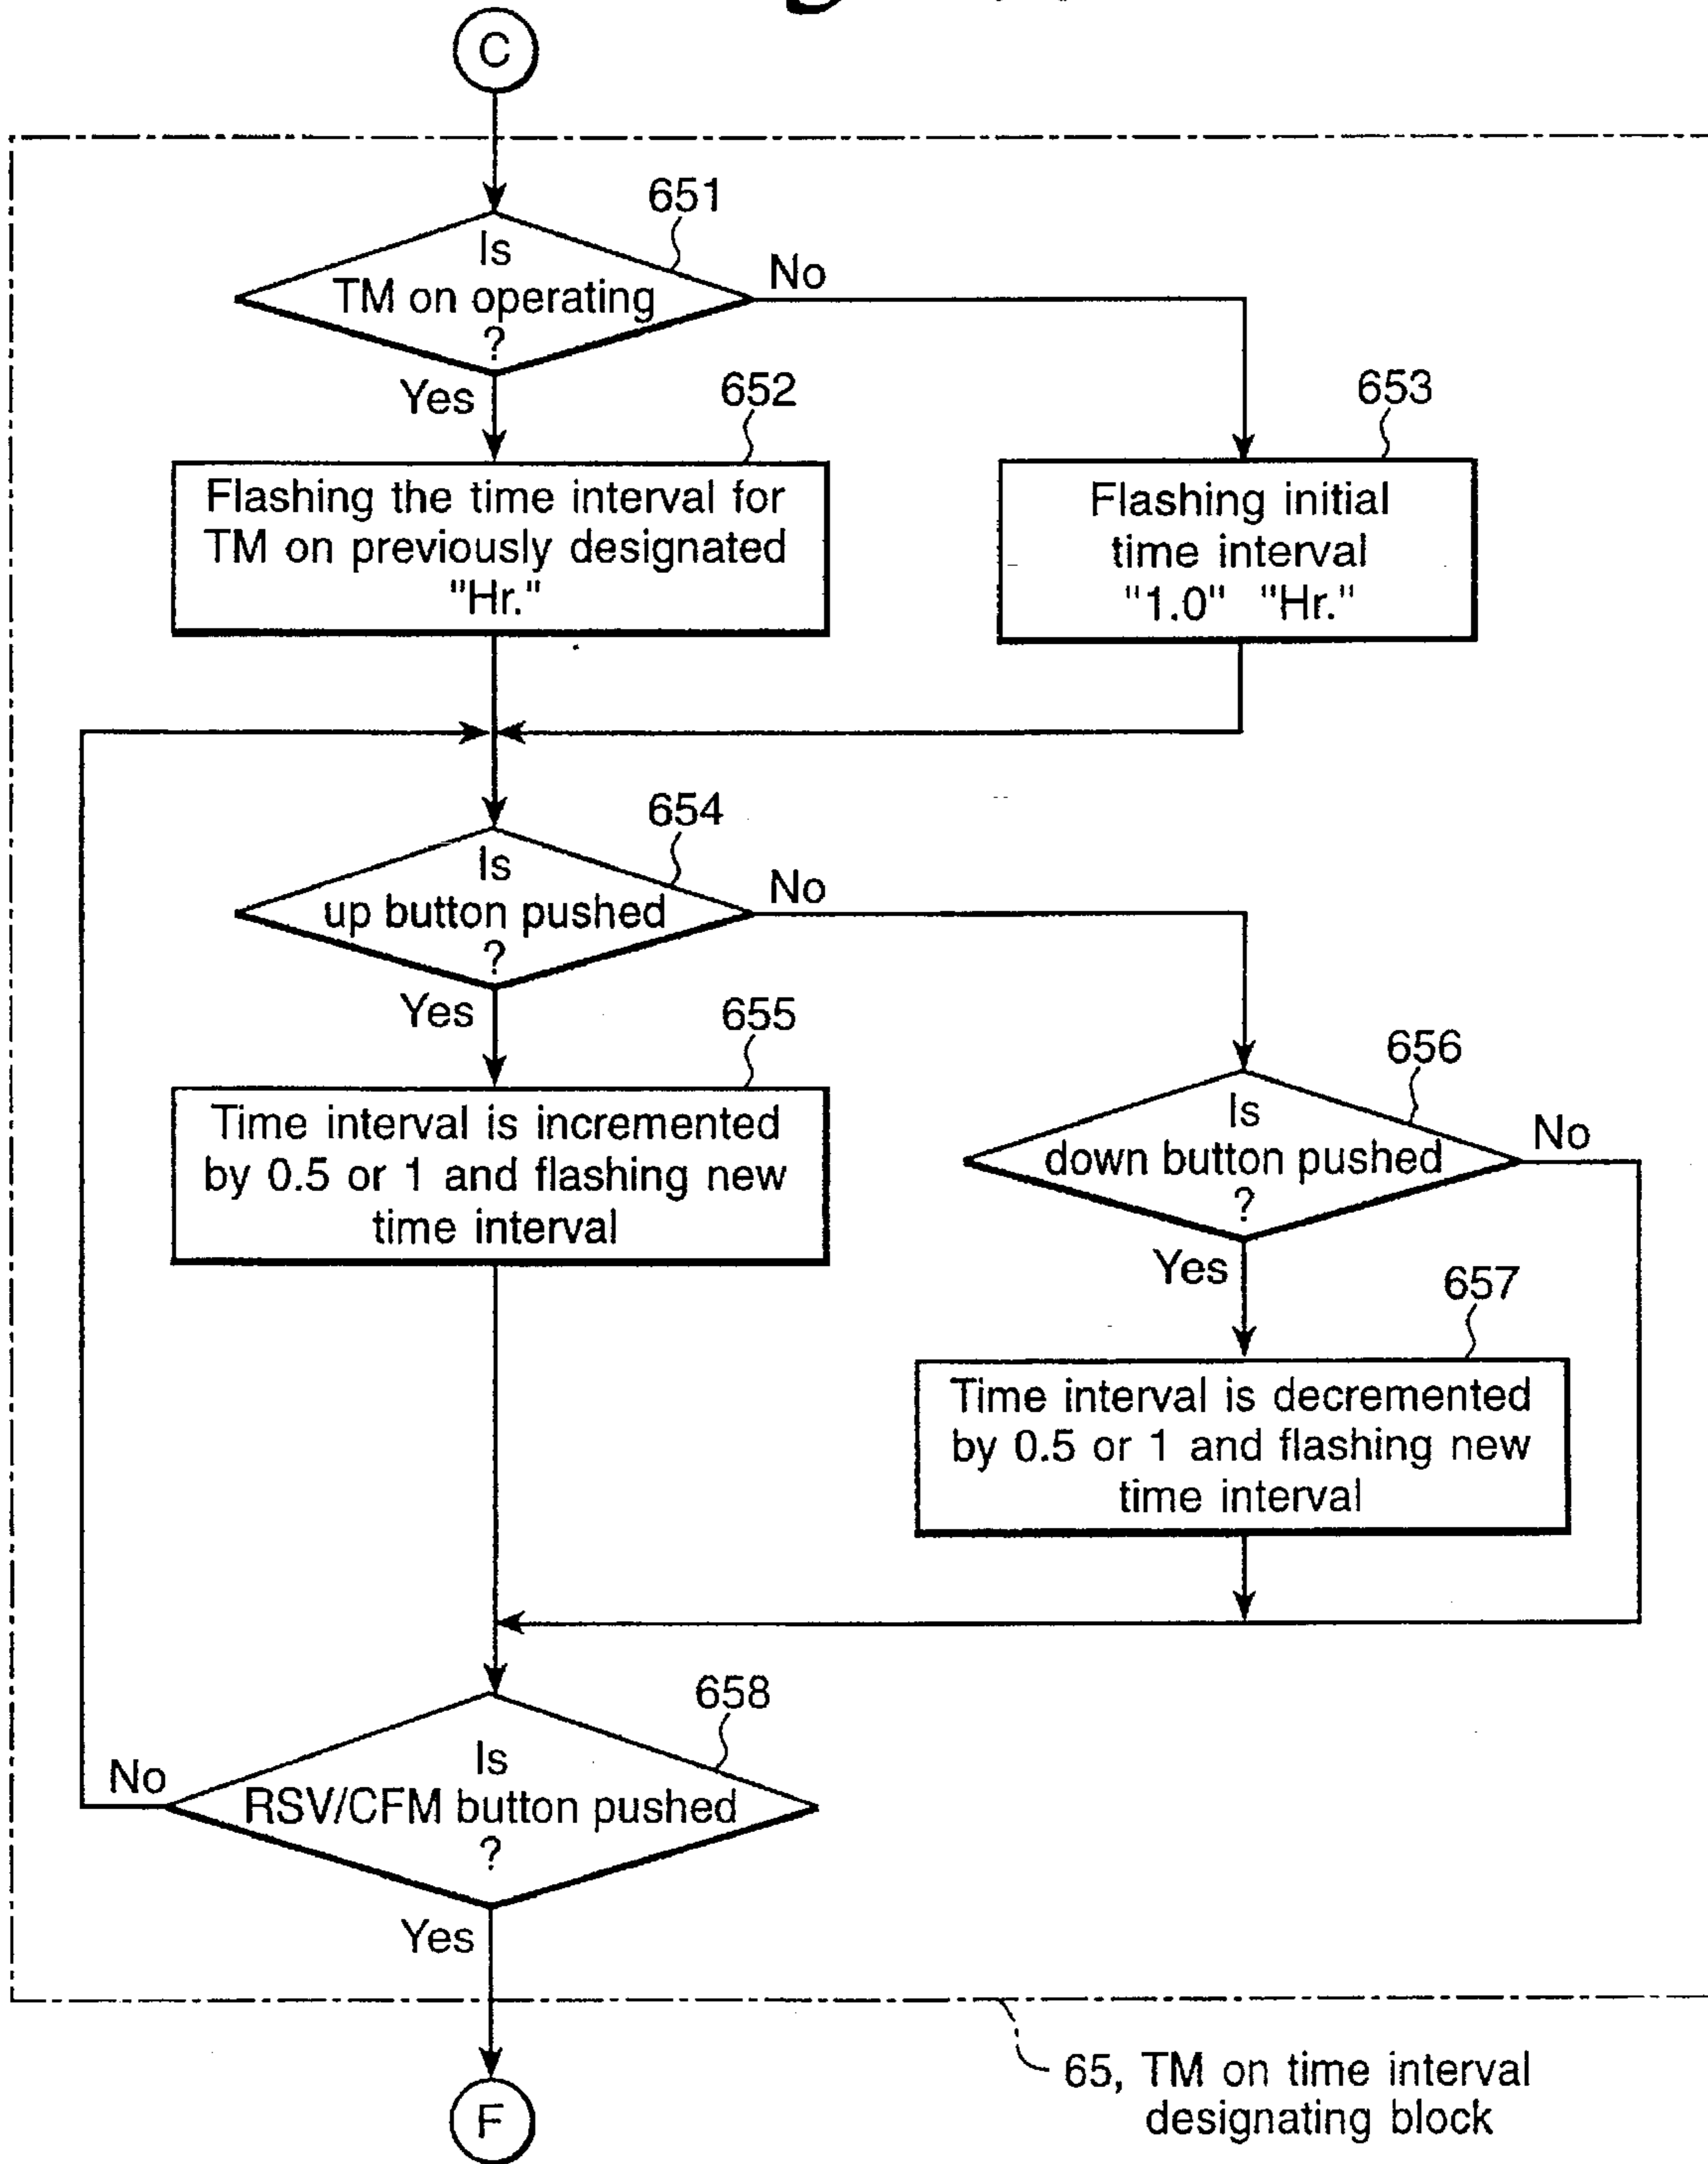 C
651
Is
TM on operating
?
No
Yes
652
653
Flashing the time interval for
TM on previously designated
"Hr."
Flashing initial
time interval
"1.0" "Hr."
654
Is
up button pushed
?
No
Yes
655
656
Time interval is incremented
by 0.5 or 1 and flashing new
time interval
Is
down button pushed
?
No
Yes
657
Time interval is decremented
by 0.5 or 1 and flashing new
time interval
658
Is
RSV/CFM button pushed
?
No
Yes
65, TM on time interval
designating block
F